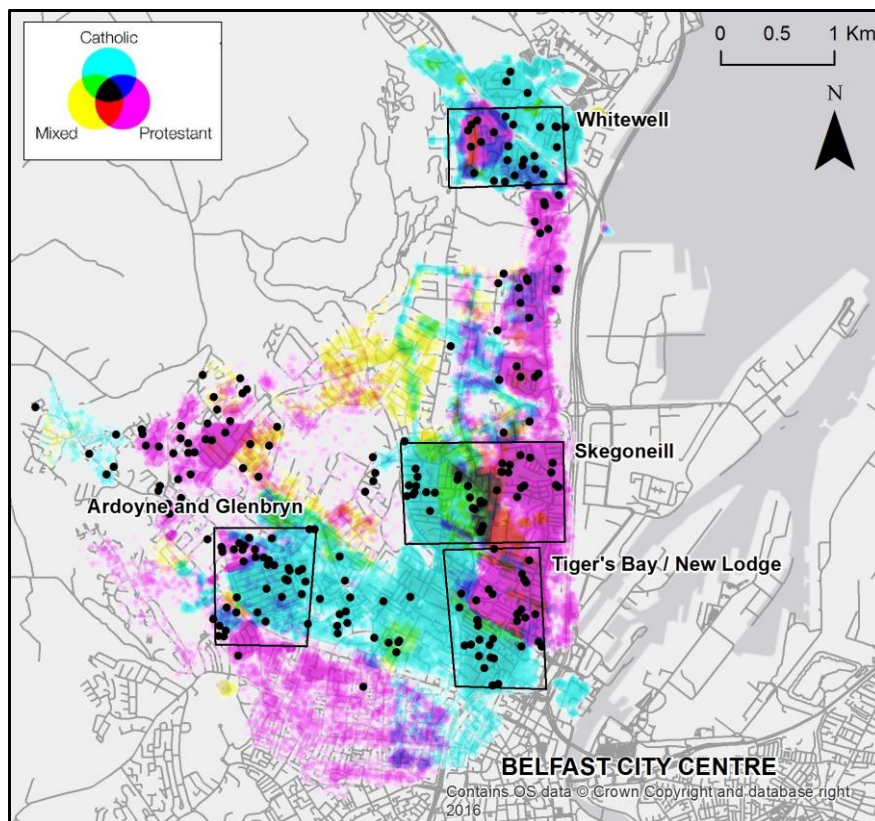 Catholic
Mixed
Protestant
0 0.5 1 Km
N
Whitewell
Skegoneill
Ardoyne and Glenbryn
Tiger's Bay / New Lodge
BELFAST CITY CENTRE
Contains OS data © Crown Copyright and database right
2016